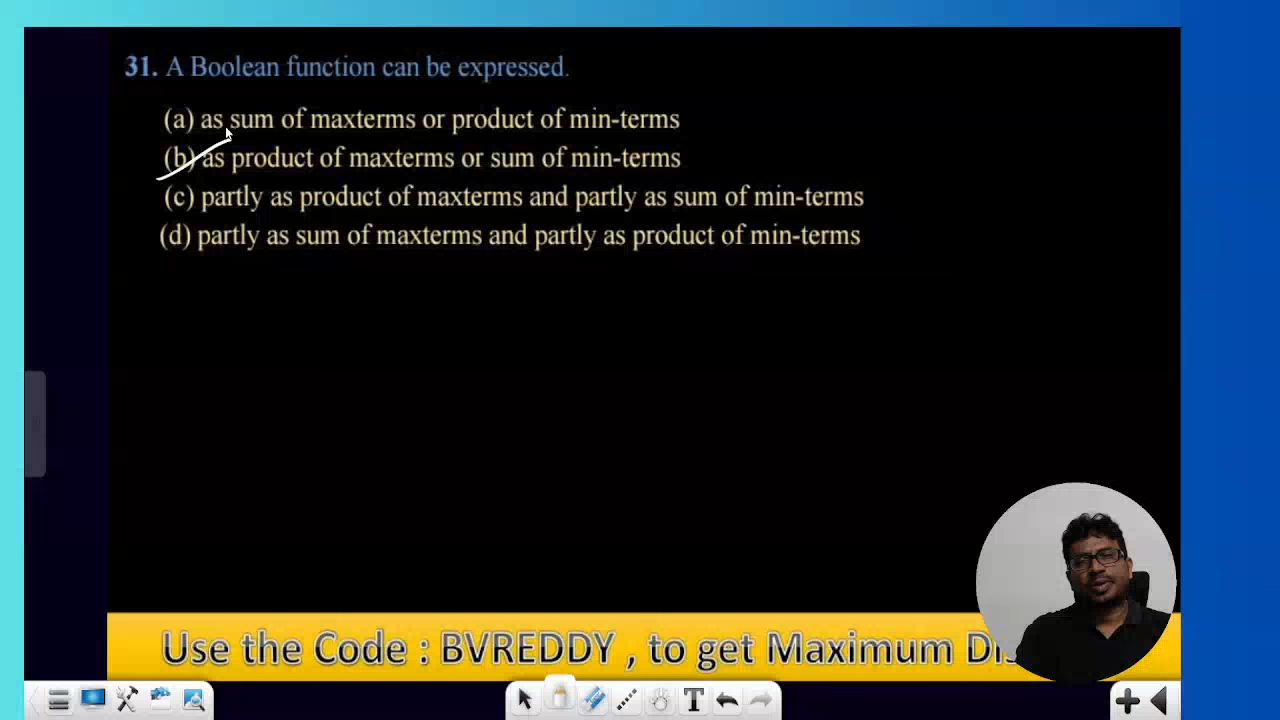 31. A Boolean function can be expressed.
(a) as sum of maxterms or product of min-terms
(b) as product of maxterms or sum of min-terms
(c) partly as product of maxterms and partly as sum of min-terms
(d) partly as sum of maxterms and partly as product of min-terms
Use the Code : BVREDDY , to get Maximum Dis
T